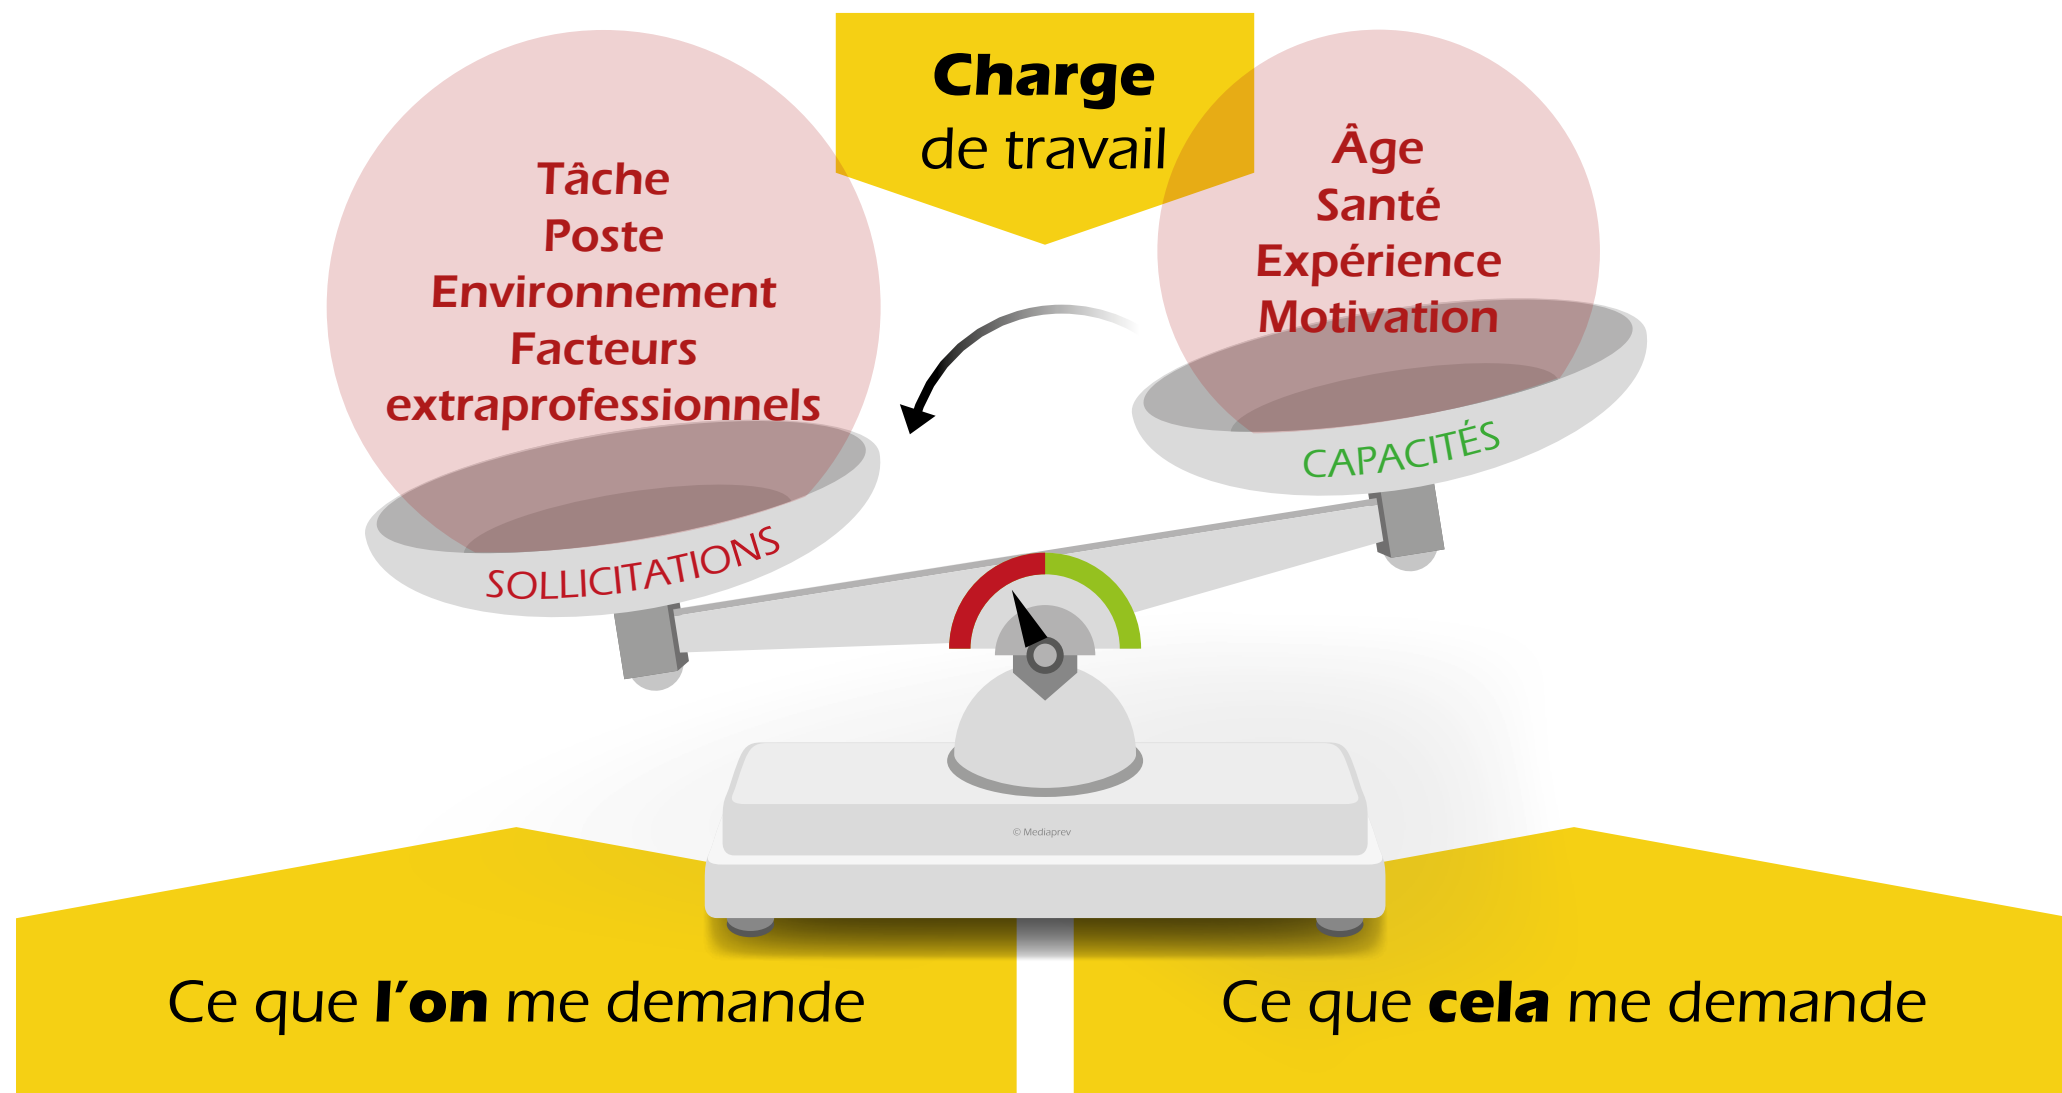 Charge
de travail
Tâche
Poste
Environnement
Facteurs
extraprofessionnels
SOLLICITATIONS
Âge
Santé
Expérience
Motivation
CAPACITÉS
© Mediaprev
Ce que l’on me demande
Ce que cela me demande